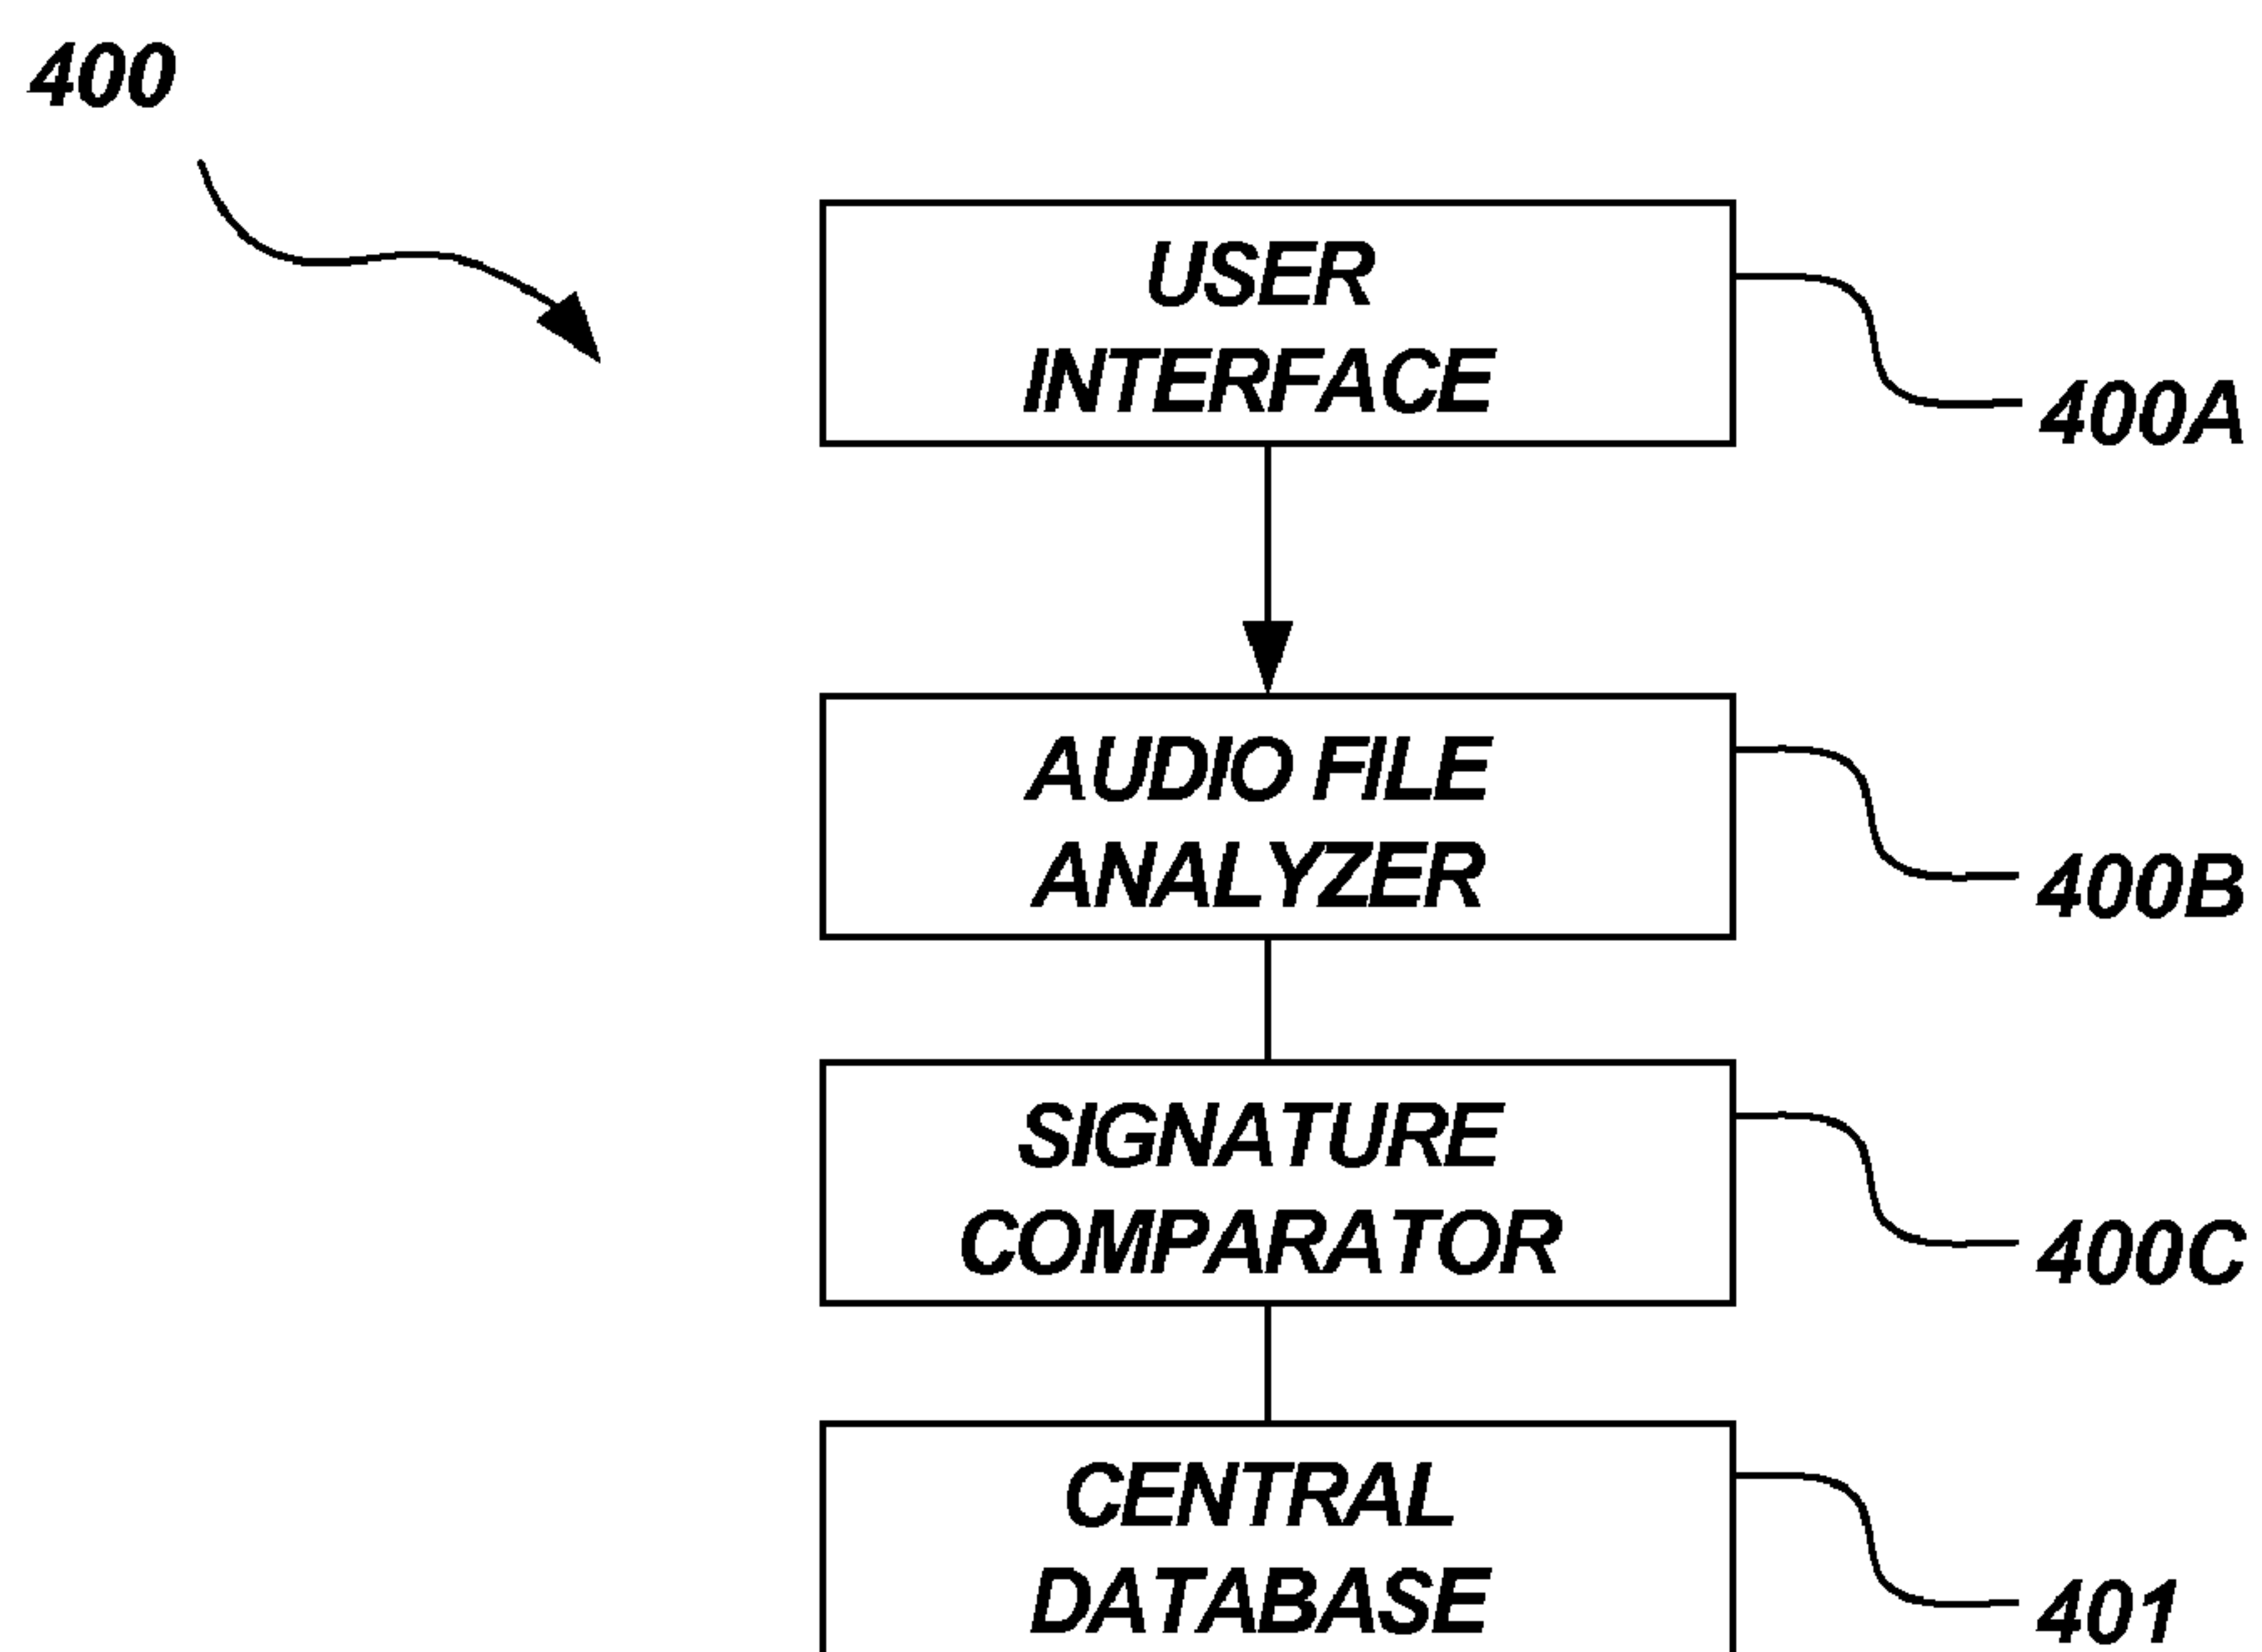 400
USER
INTERFACE
400A
AUDIO FILE
ANALYZER
400B
SIGNATURE
COMPARATOR
400C
CENTRAL
DATABASE
401